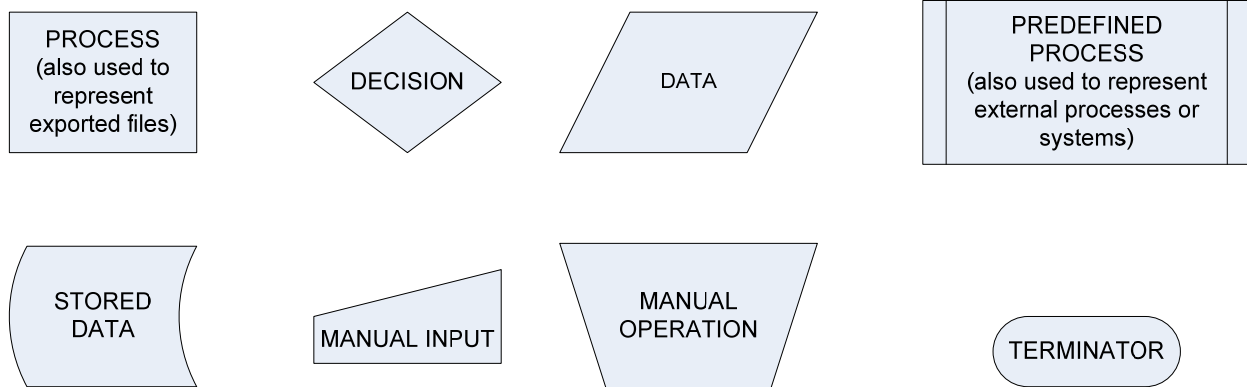 PROCESS
(also used to
represent
exported files)
DECISION
DATA
PREDEFINED
PROCESS
(also used to represent
external processes or
systems)
STORED
DATA
MANUAL INPUT
MANUAL
OPERATION
TERMINATOR